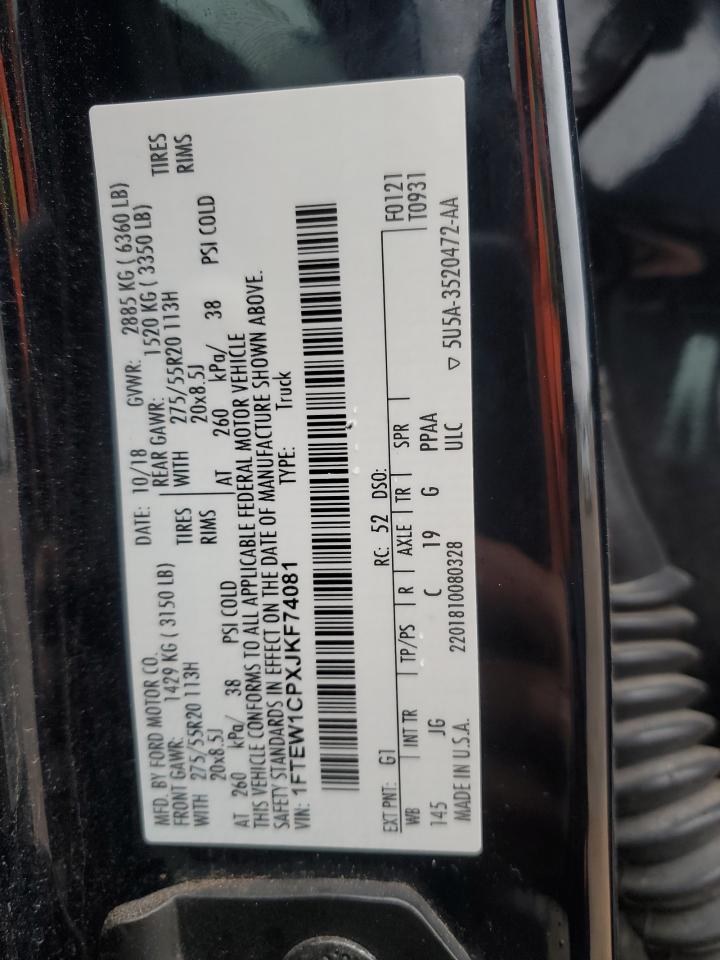 MFD. BY FORD MOTOR CO. DATE: 10/18 GVWR: 2885 KG ( 6360 LB)
FRONT GAWR: 1429 KG ( 3150 LB) REAR GAWR: 1520 KG ( 3350 LB)
WITH 275/55R20 113H TIRES WITH 275/55R20 113H TIRES
20x8.5J RIMS 20x8.5J RIMS
AT 260 kPa/ 38 PSI COLD AT 260 kPa/ 38 PSI COLD
THIS VEHICLE CONFORMS TO ALL APPLICABLE FEDERAL MOTOR VEHICLE
SAFETY STANDARDS IN EFFECT ON THE DATE OF MANUFACTURE SHOWN ABOVE.
VIN: 1FTEW1CPXJKF74081 TYPE: Truck
EXT PNT: G1 RC: 52 DSO: F0121
WB INT TR TP/PS R AXLE TR SPR T0931
145 JG C 19 G PPAA
MADE IN U.S.A. 2201810080328 ULC ▽ 5U5A-3520472-AA